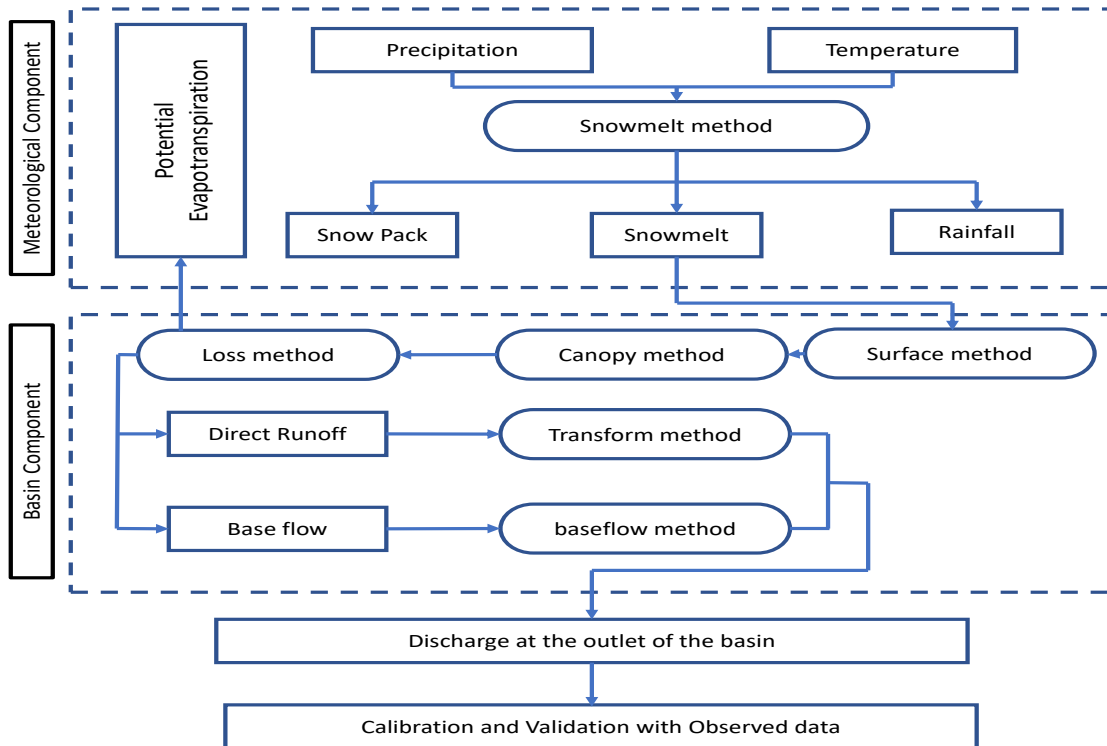 Meteorological Component
Potential
Evapotranspiration
Precipitation
Temperature
Snowmelt method
Snow Pack
Snowmelt
Rainfall
Basin Component
Loss method
Canopy method
Surface method
Direct Runoff
Transform method
Base flow
baseflow method
Discharge at the outlet of the basin
Calibration and Validation with Observed data